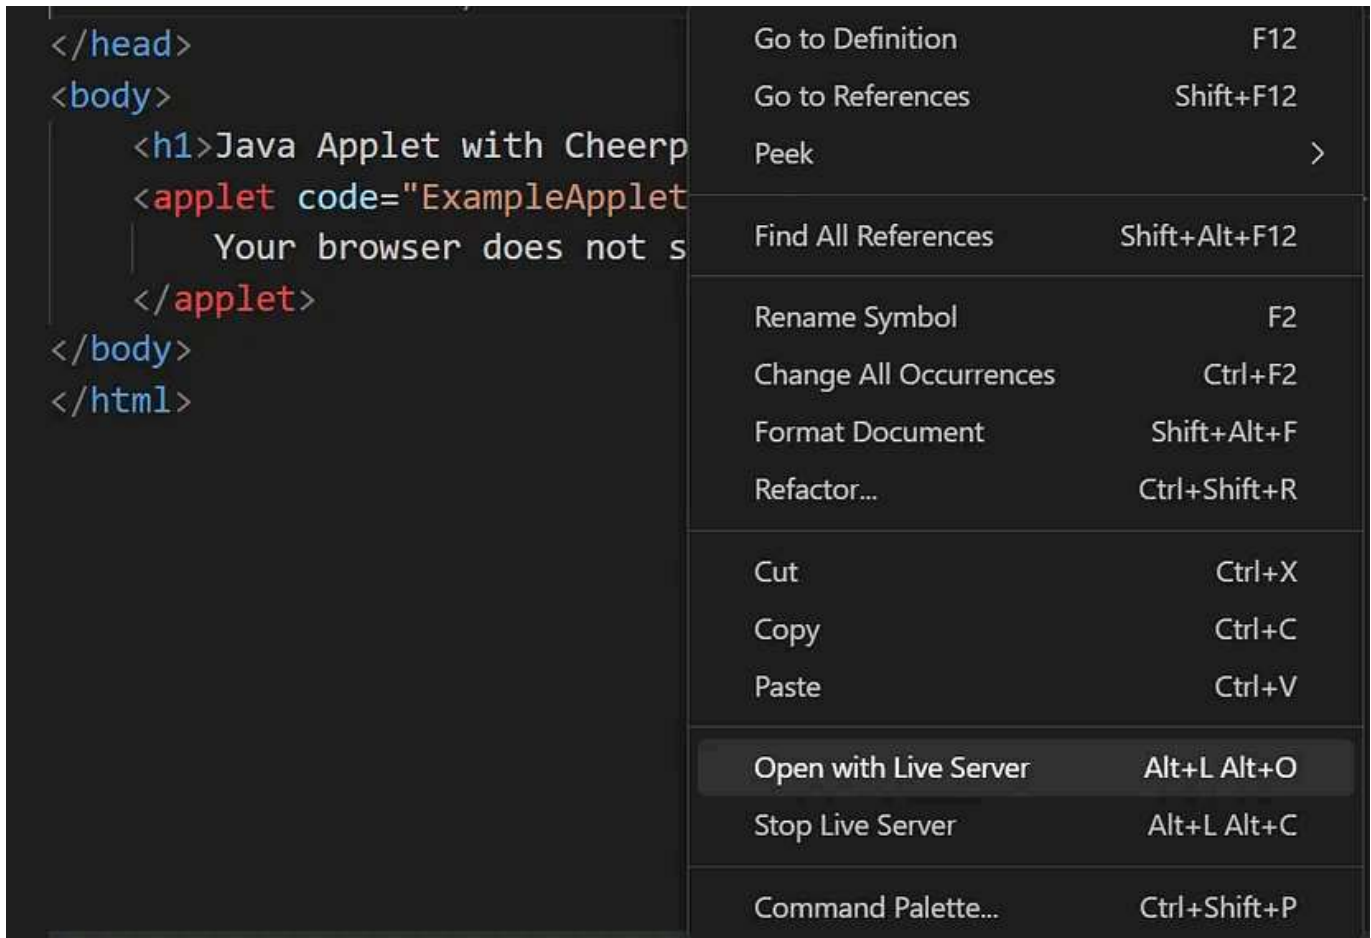 </head>
<body>
<h1>Java Applet with Cheerp
<applet code="ExampleApplet
Your browser does not s
</applet>
</body>
</html>
Go to Definition F12
Go to References Shift+F12
Peek >
Find All References Shift+Alt+F12
Rename Symbol F2
Change All Occurrences Ctrl+F2
Format Document Shift+Alt+F
Refactor... Ctrl+Shift+R
Cut Ctrl+X
Copy Ctrl+C
Paste Ctrl+V
Open with Live Server Alt+L Alt+O
Stop Live Server Alt+L Alt+C
Command Palette... Ctrl+Shift+P